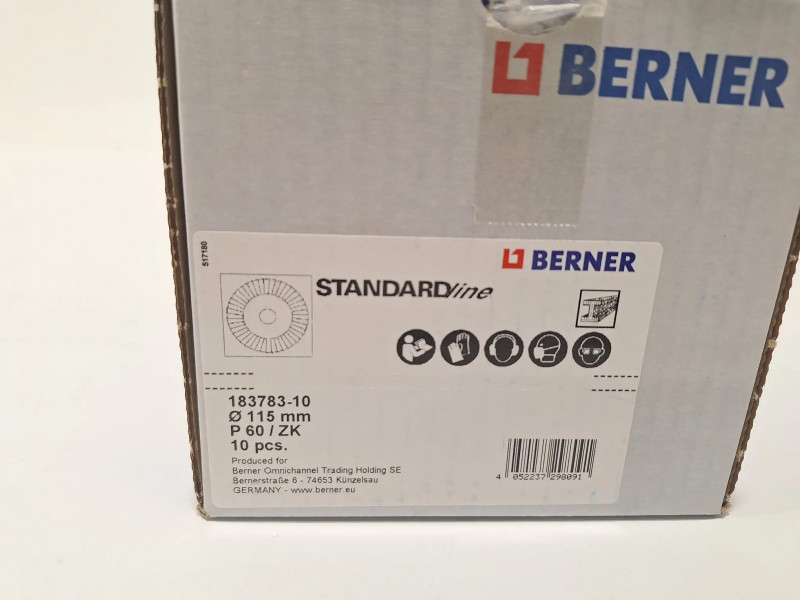 BERNER
517180
BERNER
STANDARDline
183783-10
Ø 115 mm
P 60 / ZK
10 pcs.
Produced for
Berner Omnichannel Trading Holding SE
Bernerstraße 6 - 74653 Künzelsau
GERMANY - www.berner.eu
4 052237 298091